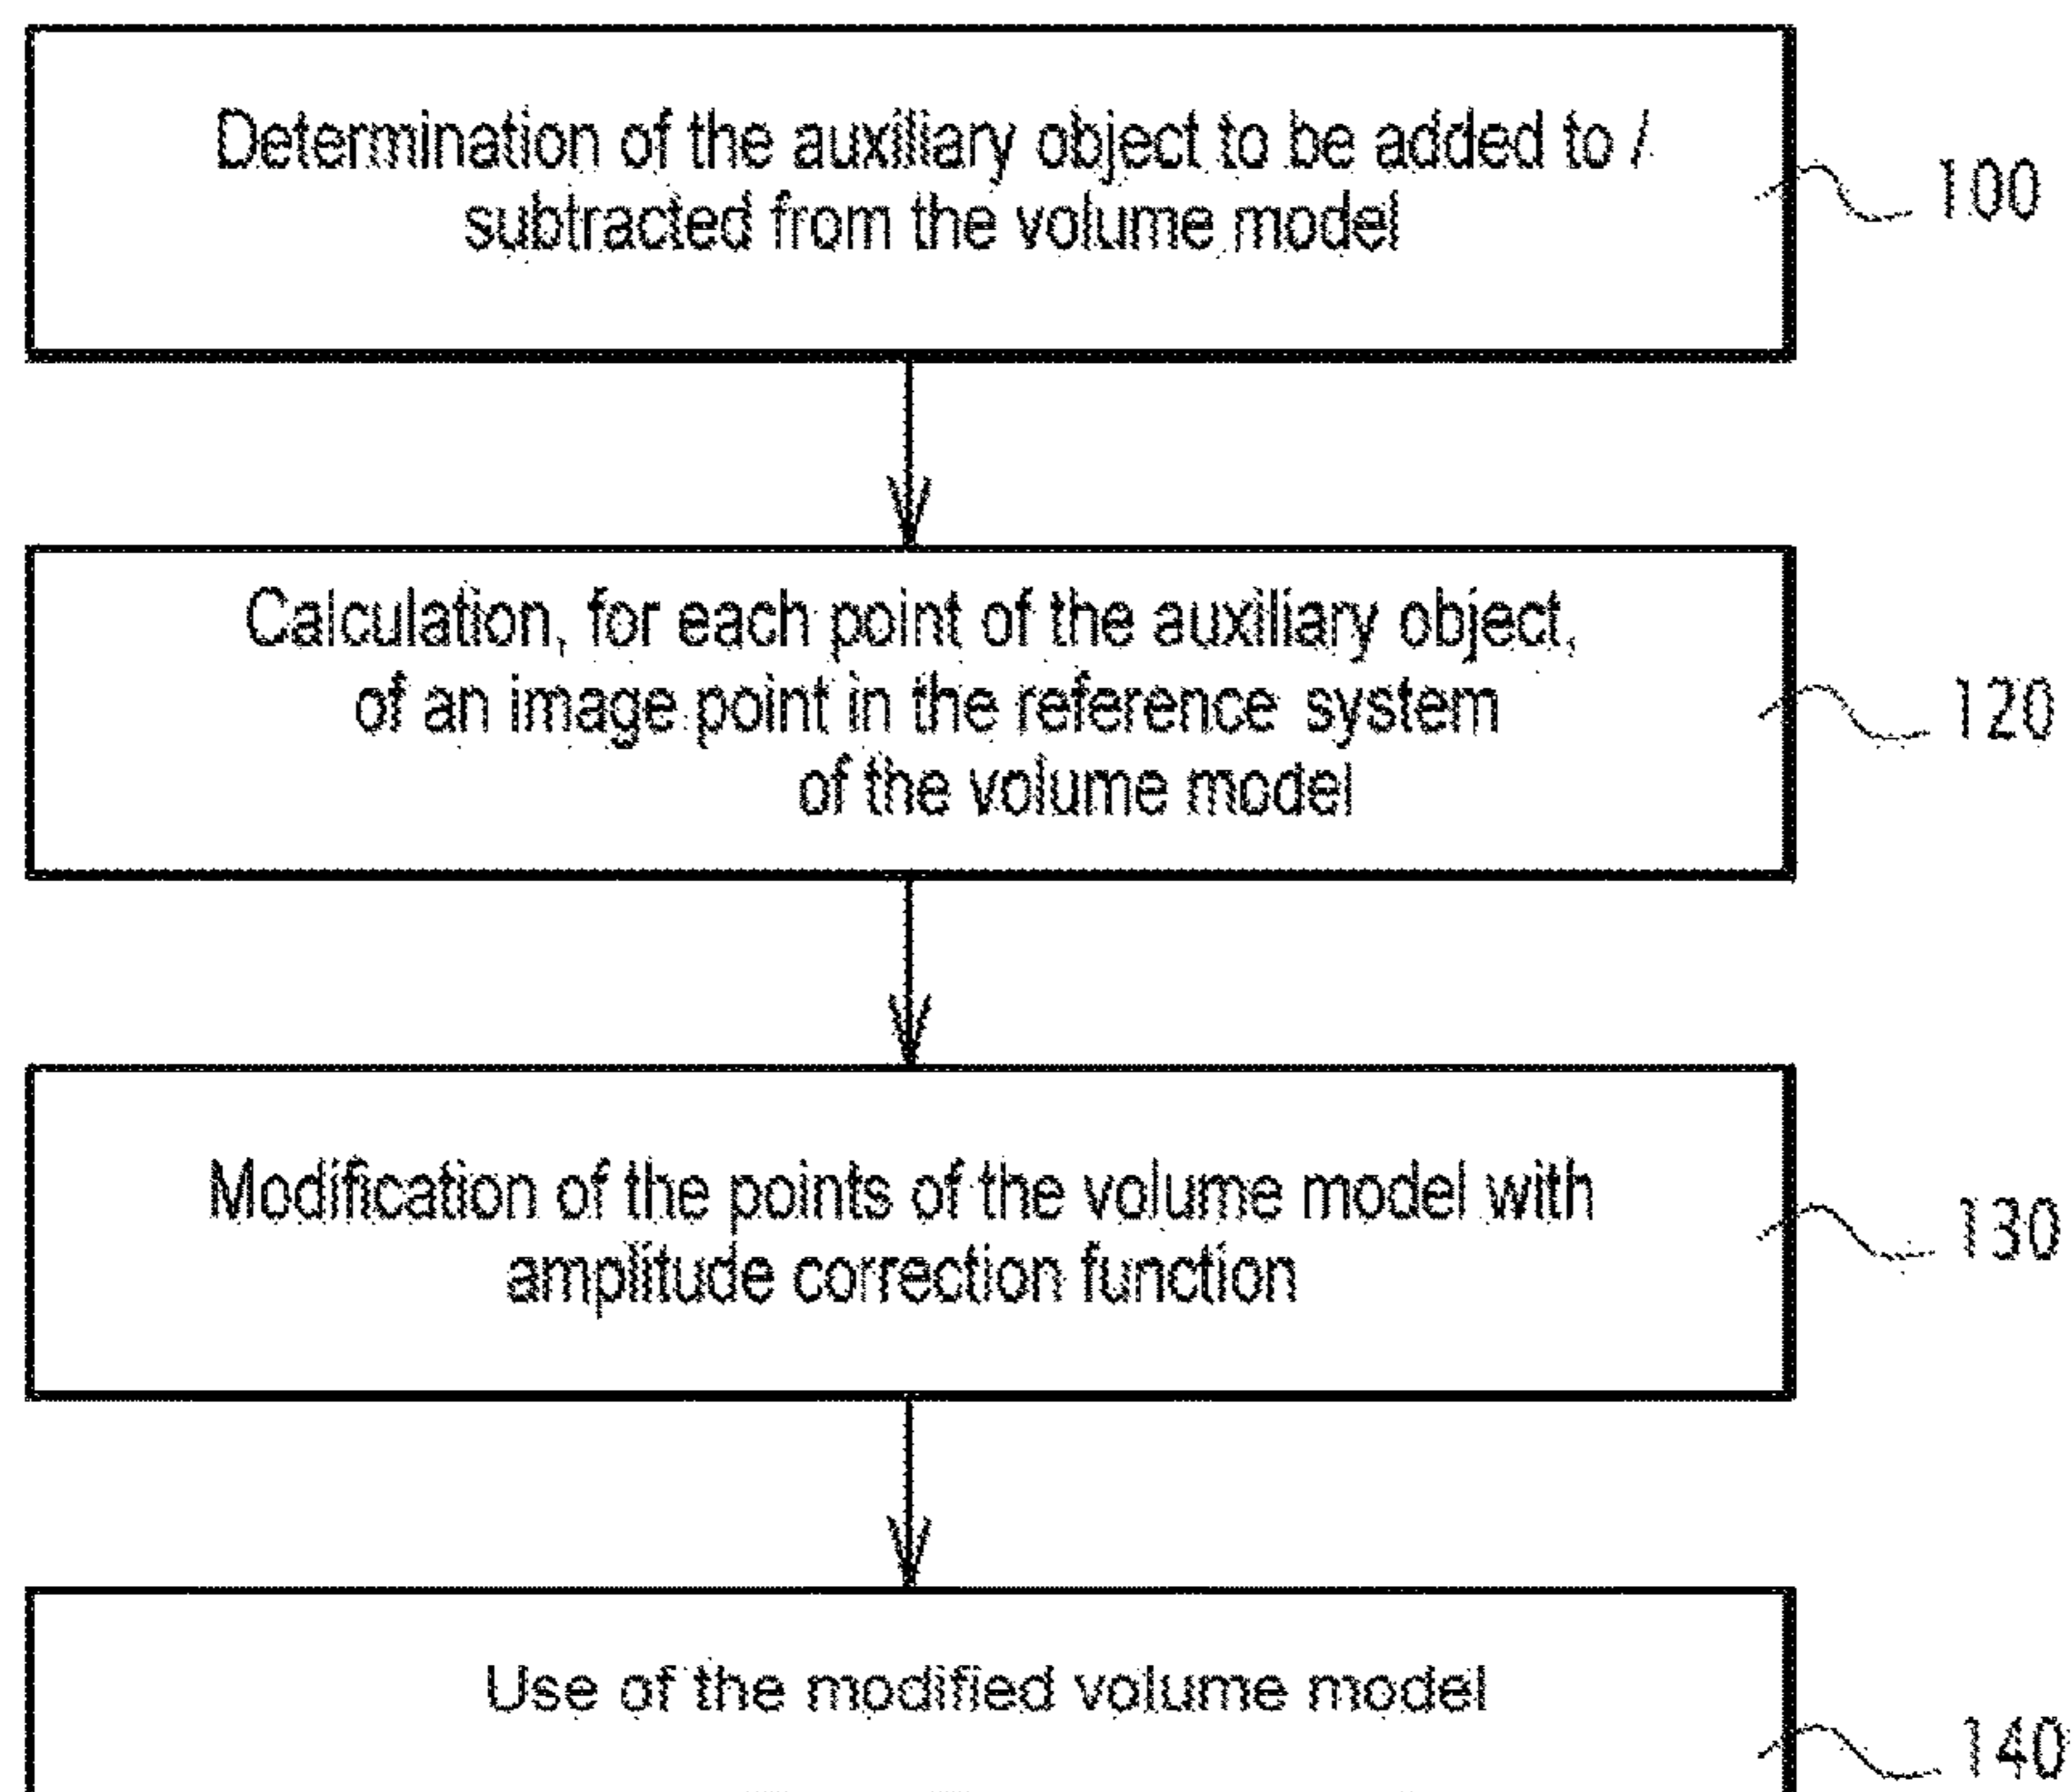 Determination of the auxiliary object to be added to /
subtracted from the volume model
100
Calculation, for each point of the auxiliary object,
of an image point in the reference system
of the volume model
120
Modification of the points of the volume model with
amplitude correction function
130
Use of the modified volume model
140